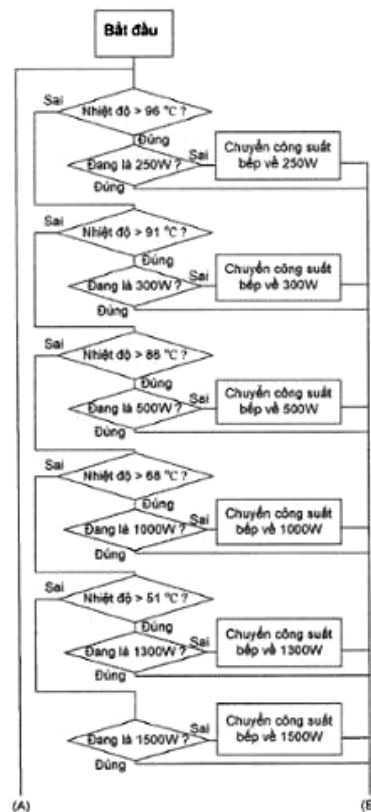 Bắt đầu
Sai
Nhiệt độ > 96 °C ?
Đúng
Đang là 250W ?
Sai
Chuyển công suất
bếp về 250W
Đúng
Sai
Nhiệt độ > 91 °C ?
Đúng
Đang là 300W ?
Sai
Chuyển công suất
bếp về 300W
Đúng
Sai
Nhiệt độ > 86 °C ?
Đúng
Đang là 500W ?
Sai
Chuyển công suất
bếp về 500W
Đúng
Sai
Nhiệt độ > 68 °C ?
Đúng
Đang là 1000W ?
Sai
Chuyển công suất
bếp về 1000W
Đúng
Sai
Nhiệt độ > 51 °C ?
Đúng
Đang là 1300W ?
Sai
Chuyển công suất
bếp về 1300W
Đúng
Đang là 1500W ?
Sai
Chuyển công suất
bếp về 1500W
Đúng
(A)